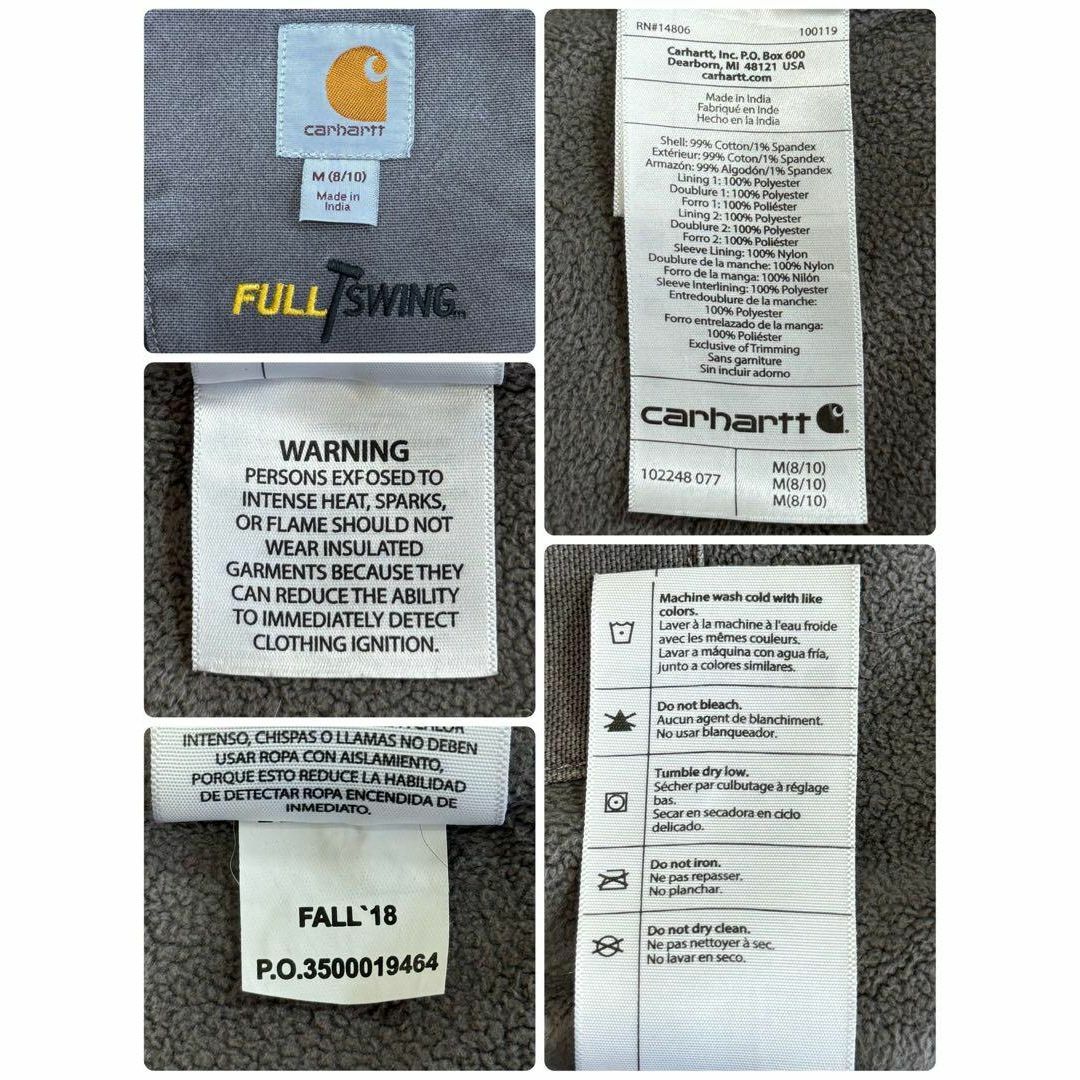 carhartt
M (8/10)
Made in
India
FULL SWING
RN#14806 100119
Carhartt, Inc. P.O. Box 600
Dearborn, MI 48121 USA
carhartt.com
Made in India
Fabriqué en Inde
Hecho en la India
Shell: 99% Cotton/1% Spandex
Extérieur: 99% Coton/1% Spandex
Armazón: 99% Algodón/1% Spandex
Lining 1: 100% Polyester
Doublure 1: 100% Polyester
Forro 1: 100% Poliéster
Lining 2: 100% Polyester
Doublure 2: 100% Polyester
Forro 2: 100% Poliéster
Sleeve Lining: 100% Nylon
Doublure de la manche: 100% Nylon
Forro de la manga: 100% Nilón
Sleeve Interlining: 100% Polyester
Entredoublure de la manche:
100% Polyester
Forro entrelazado de la manga:
100% Poliéster
Exclusive of Trimming
Sans garniture
Sin incluir adorno
carhartt
102248 077
M(8/10)
M(8/10)
M(8/10)
WARNING
PERSONS EXPOSED TO
INTENSE HEAT, SPARKS,
OR FLAME SHOULD NOT
WEAR INSULATED
GARMENTS BECAUSE THEY
CAN REDUCE THE ABILITY
TO IMMEDIATELY DETECT
CLOTHING IGNITION.
Machine wash cold with like
colors.
Laver à la machine à l'eau froide
avec les mêmes couleurs.
Lavar a máquina con agua fría,
junto a colores similares.
Do not bleach.
Aucun agent de blanchiment.
No usar blanqueador.
Tumble dry low.
Sécher par culbutage à réglage
bas.
Secar en secadora en ciclo
delicado.
Do not iron.
Ne pas repasser.
No planchar.
Do not dry clean.
Ne pas nettoyer à sec.
No lavar en seco.
INTENSO, CHISPAS O LLAMAS NO DEBEN
USAR ROPA CON AISLAMIENTO,
PORQUE ESTO REDUCE LA HABILIDAD
DE DETECTAR ROPA ENCENDIDA DE
INMEDIATO.
FALL`18
P.O.3500019464